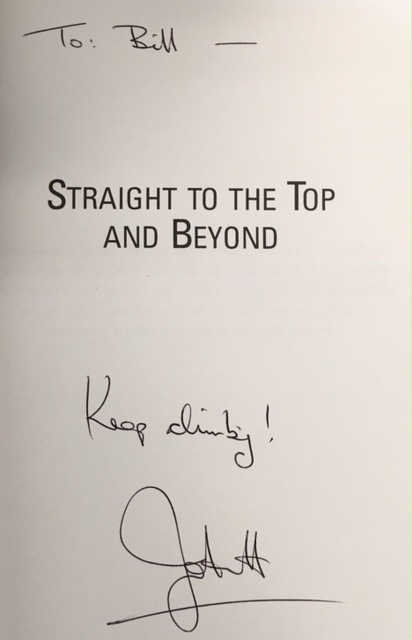 To: Bill —
STRAIGHT TO THE TOP
AND BEYOND
Keep climbing!